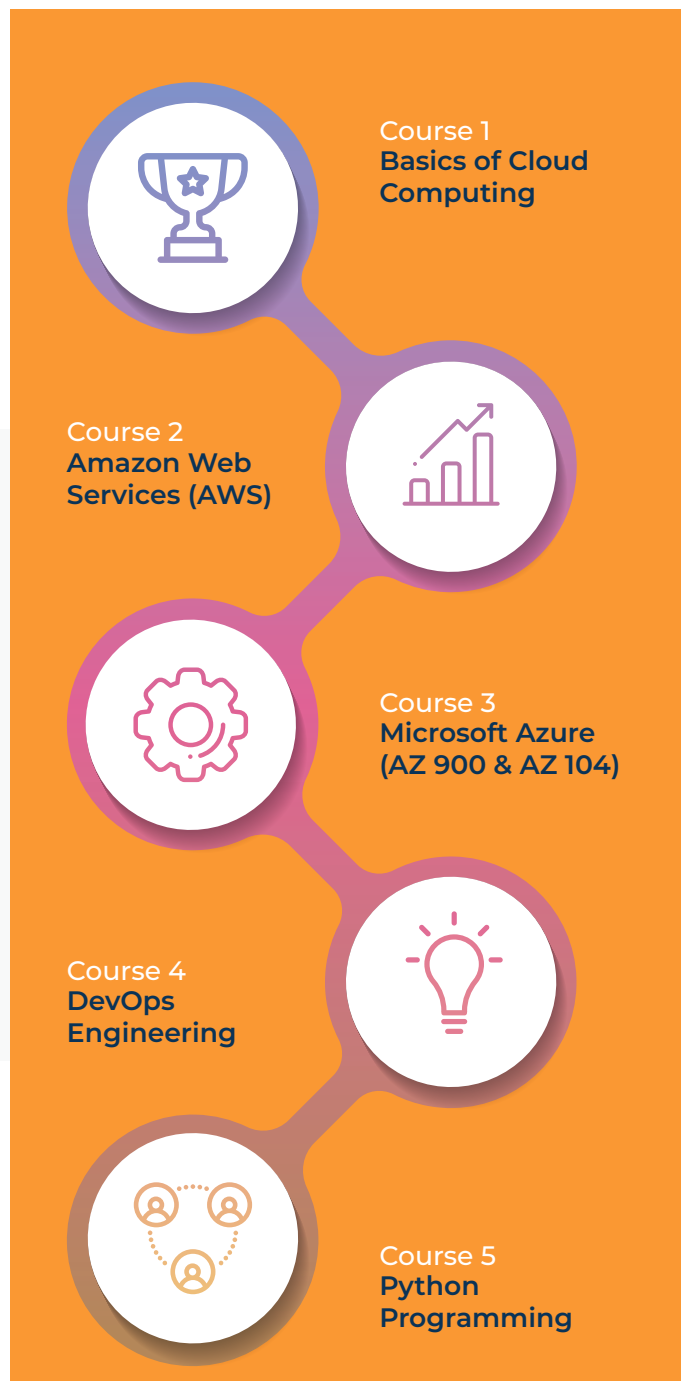 Course 1
Basics of Cloud
Computing
Course 2
Amazon Web
Services (AWS)
Course 3
Microsoft Azure
(AZ 900 & AZ 104)
Course 4
DevOps
Engineering
Course 5
Python
Programming